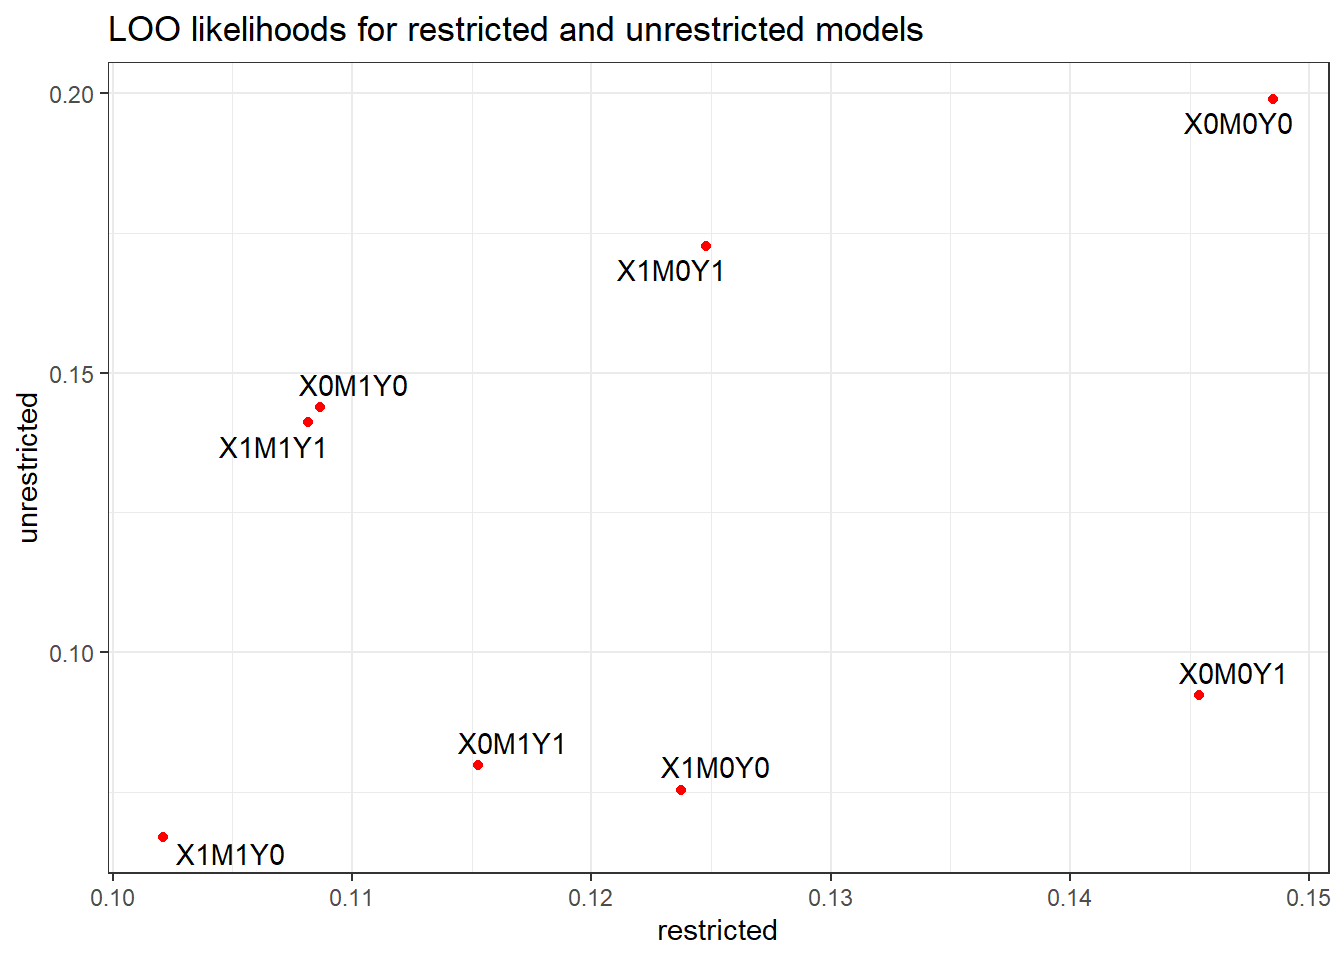 LOO likelihoods for restricted and unrestricted models
0.20
X0M0Y0
X1M0Y1
0.15
X0M1Y0
X1M1Y1
unrestricted
0.10
X0M0Y1
X0M1Y1
X1M0Y0
X1M1Y0
0.10 0.11 0.12 0.13 0.14 0.15
restricted